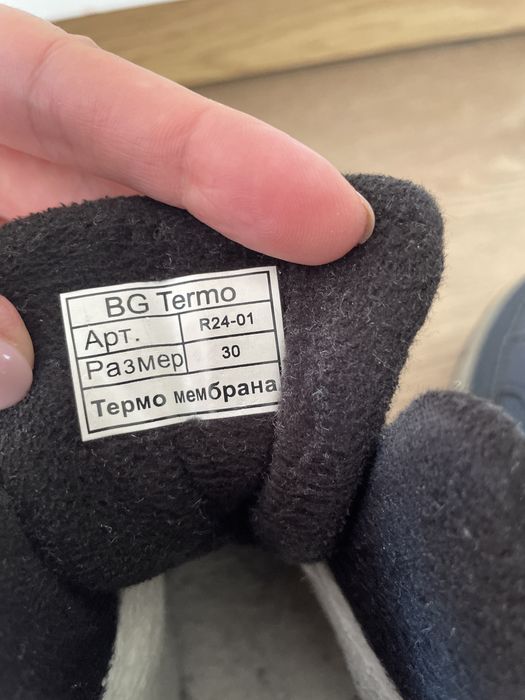 BG Termo
Арт. R24-01
Размер 30
Термо мембрана